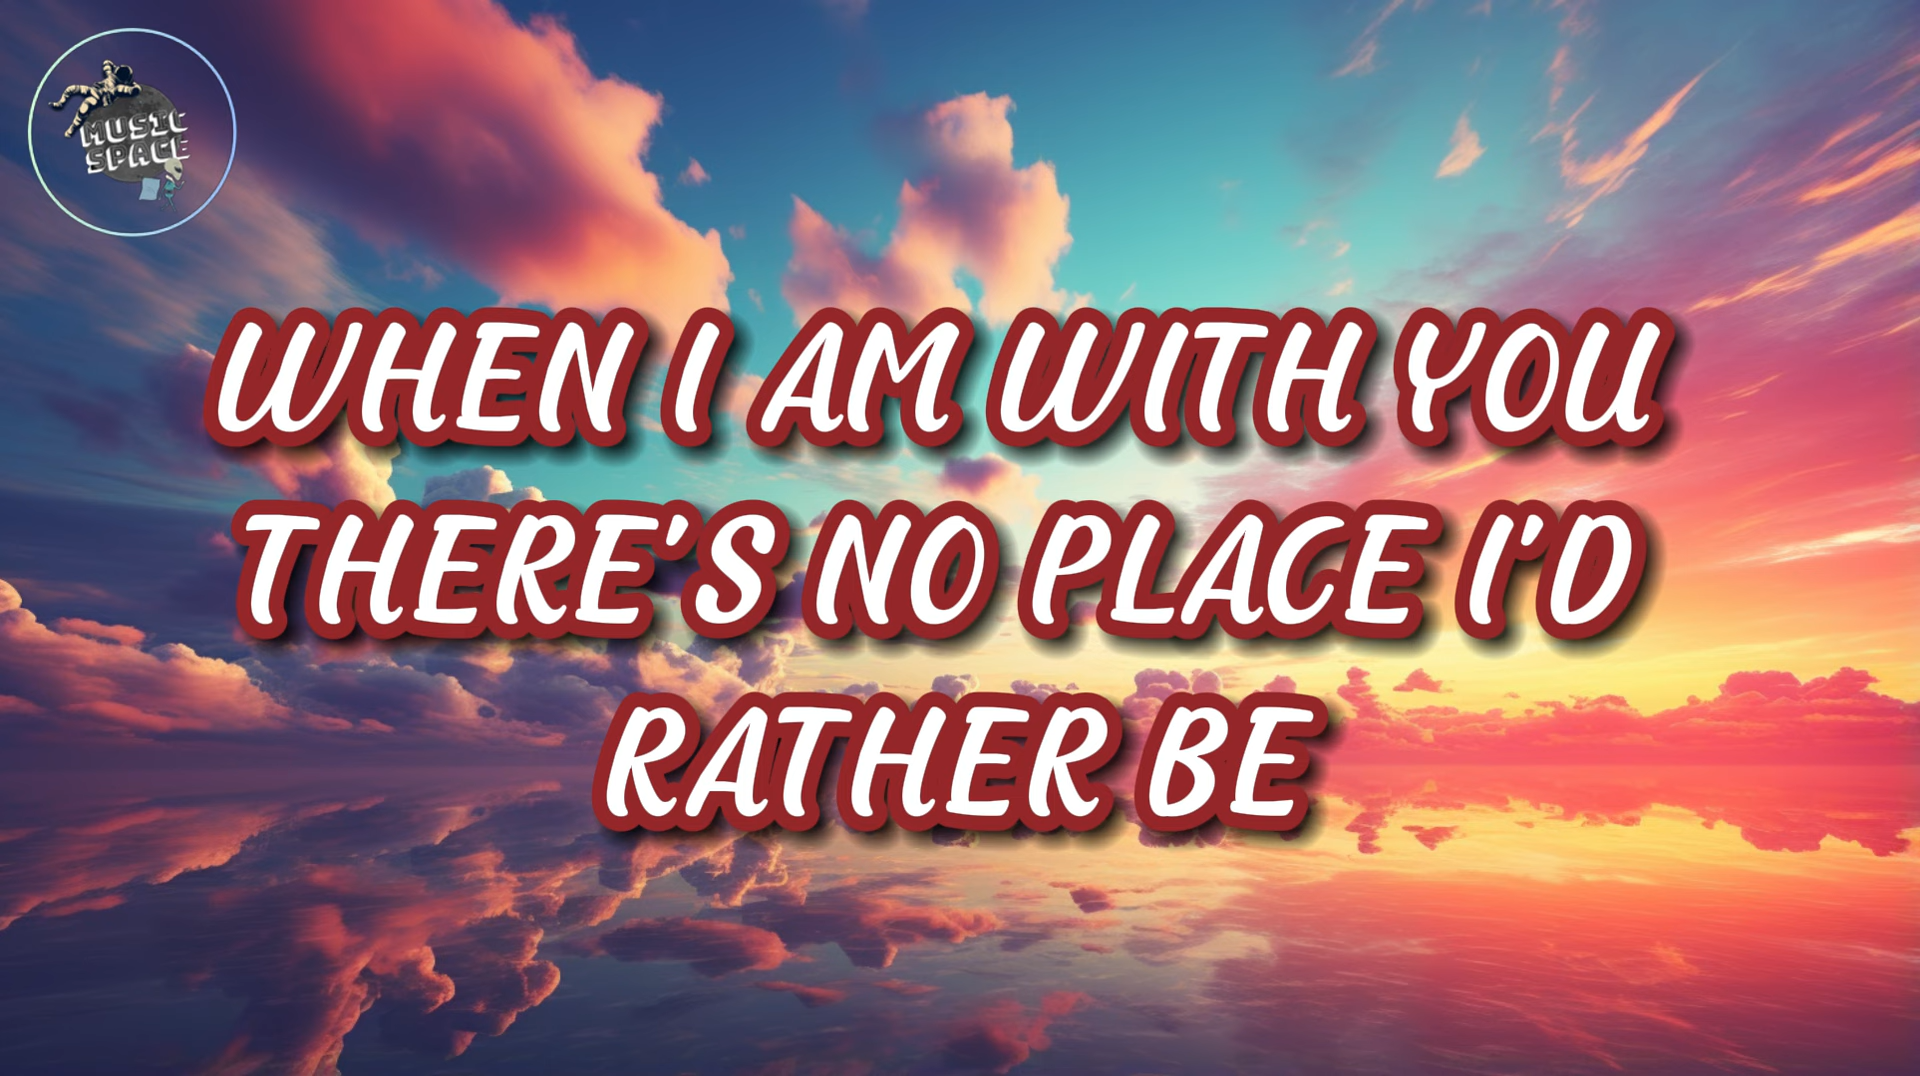 MUSIC
SPACE
WHEN I AM WITH YOU
THERE'S NO PLACE I'D
RATHER BE